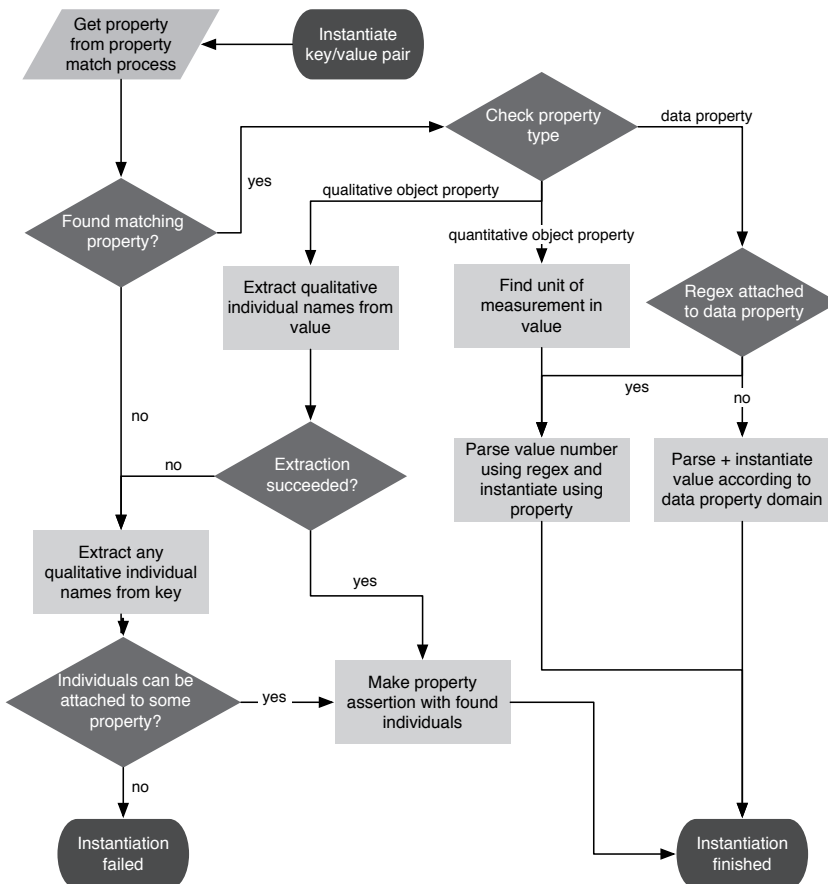 Get property
from property
match process
Instantiate
key/value pair
Check property
type
data property
yes
qualitative object property
Found matching
property?
quantitative object property
Extract qualitative
individual names from
value
Find unit of
measurement in
value
Regex attached
to data property
yes
no
no
no
Extraction
succeeded?
Parse value number
using regex and
instantiate using
property
Parse + instantiate
value according to
data property domain
Extract any
qualitative individual
names from key
yes
Individuals can be
attached to some
property?
yes
Make property
assertion with found
individuals
no
Instantiation
failed
Instantiation
finished